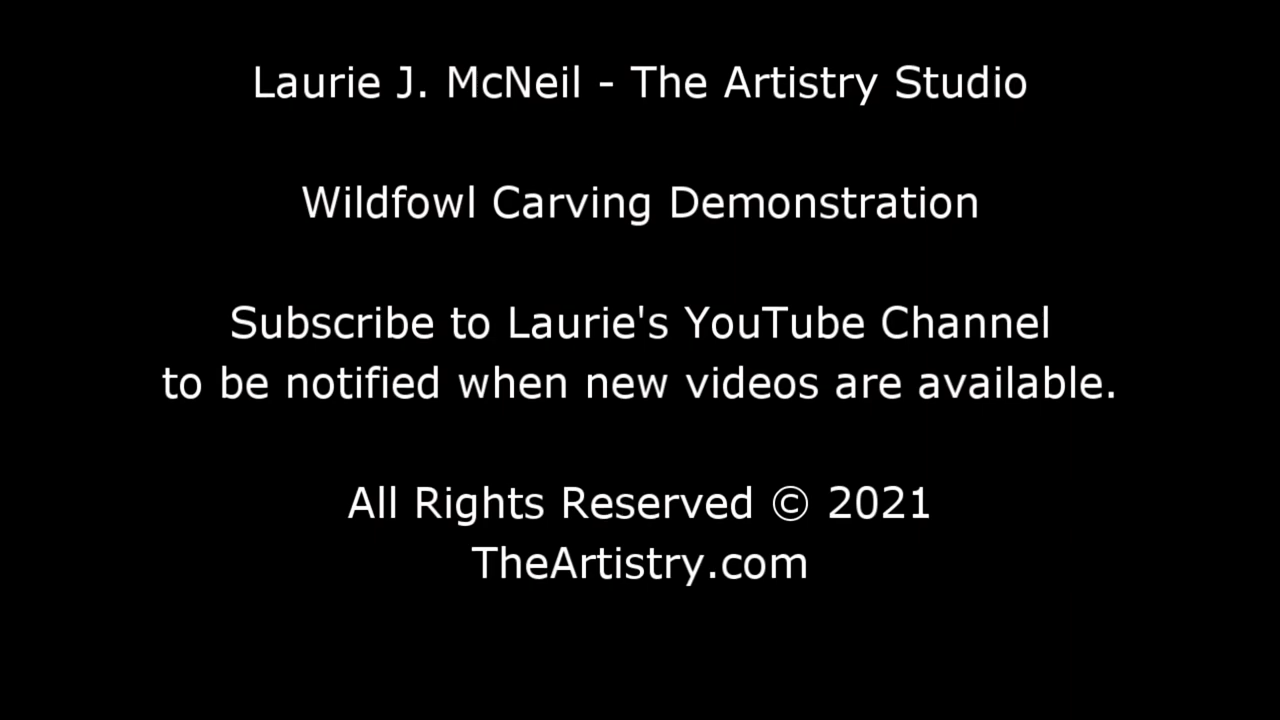 Laurie J. McNeil - The Artistry Studio
Wildfowl Carving Demonstration
Subscribe to Laurie's YouTube Channel
to be notified when new videos are available.
All Rights Reserved © 2021
TheArtistry.com